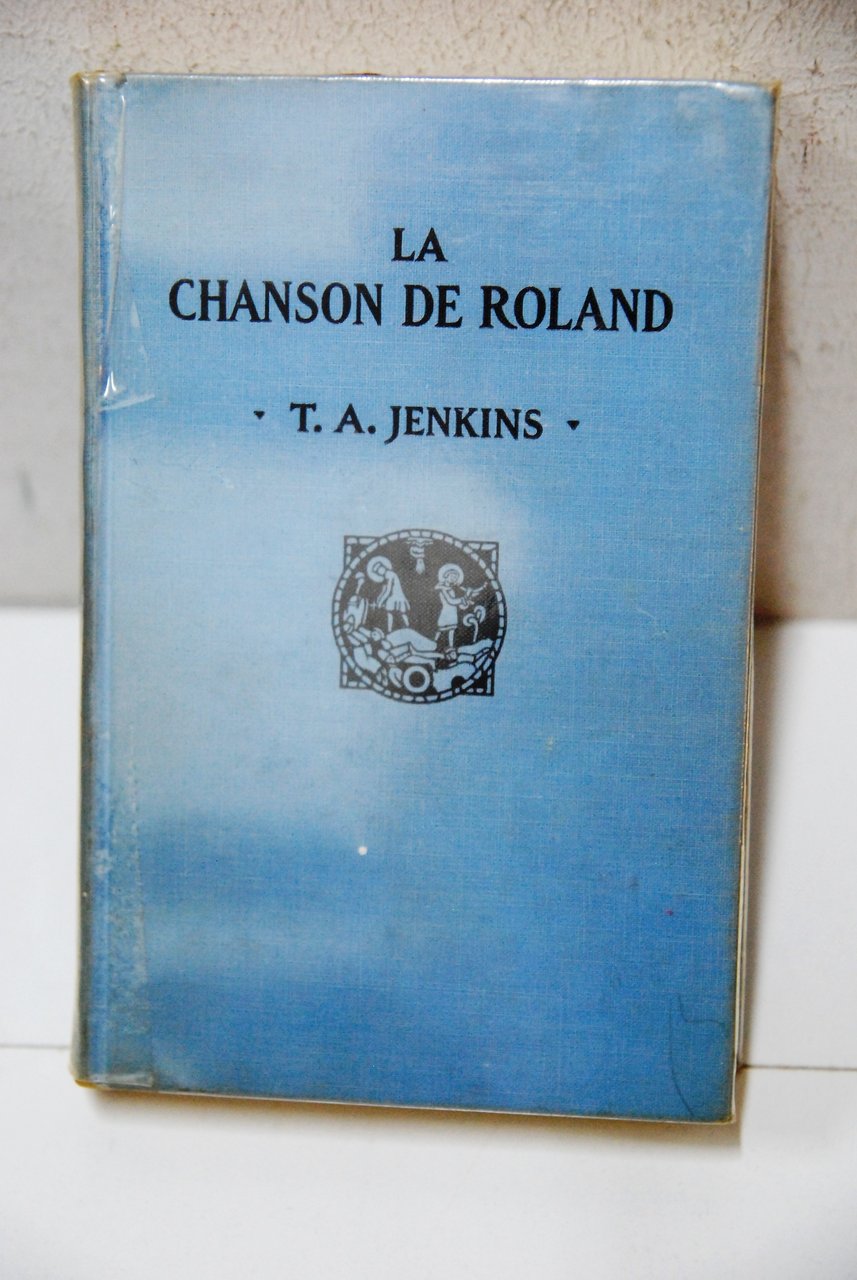 LA
CHANSON DE ROLAND
T. A. JENKINS